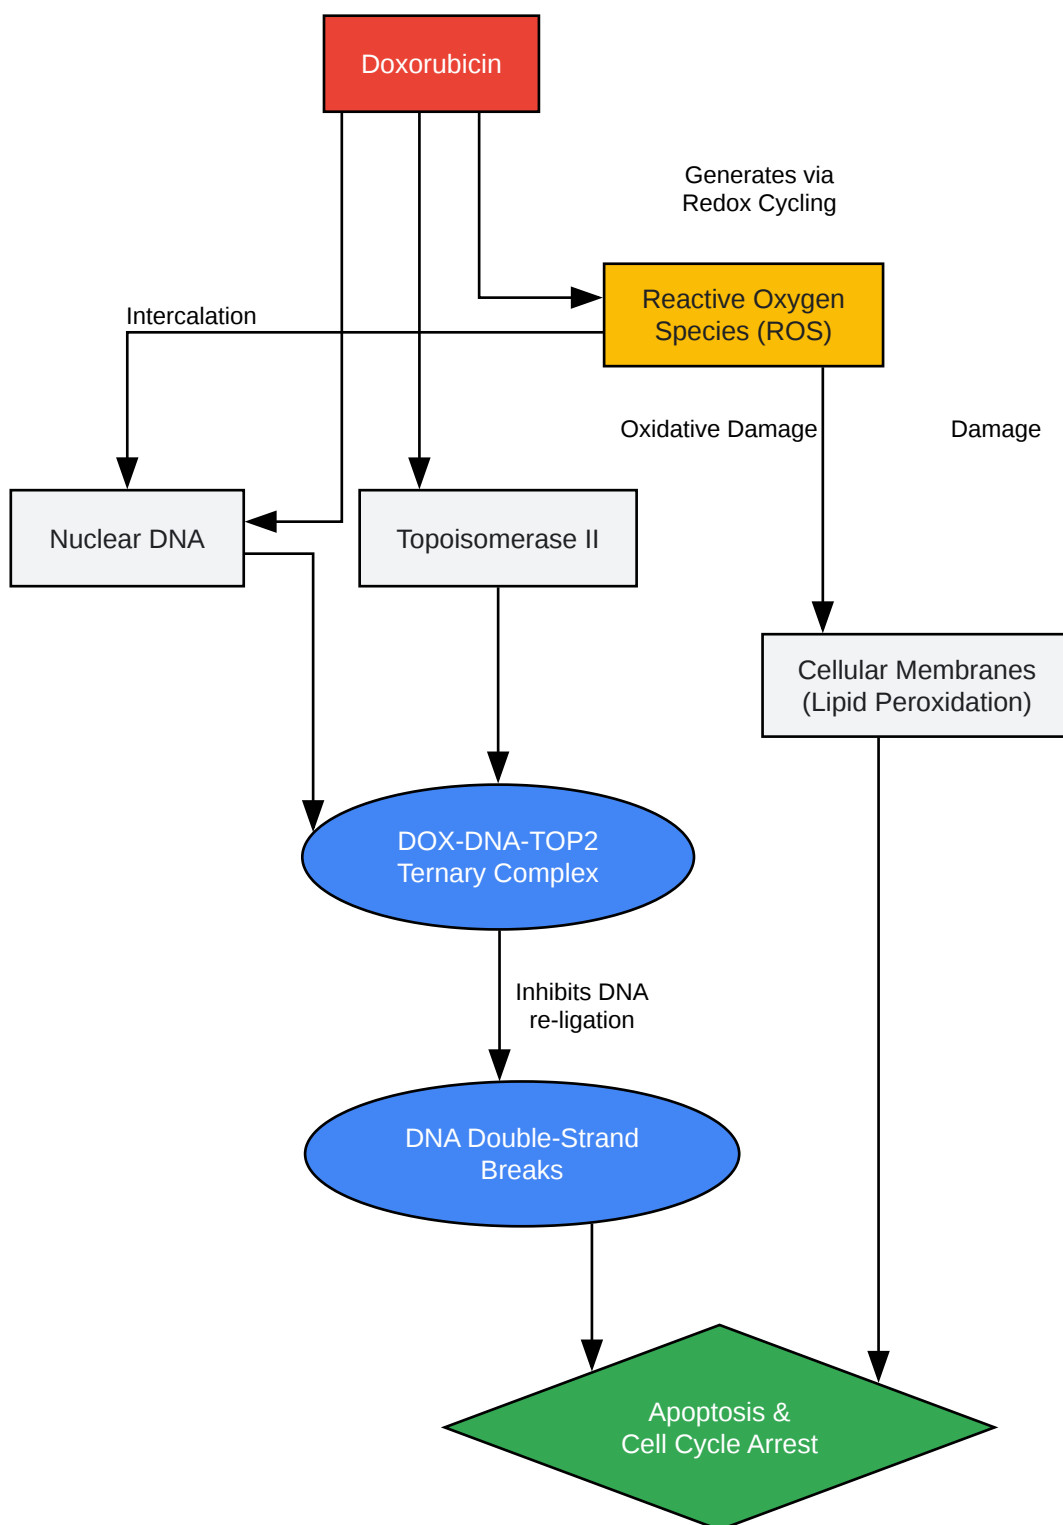 Doxorubicin
Generates via
Redox Cycling
Reactive Oxygen
Species (ROS)
Intercalation
Oxidative Damage
Damage
Nuclear DNA
Topoisomerase II
Cellular Membranes
(Lipid Peroxidation)
DOX-DNA-TOP2
Ternary Complex
Inhibits DNA
re-ligation
DNA Double-Strand
Breaks
Apoptosis &
Cell Cycle Arrest